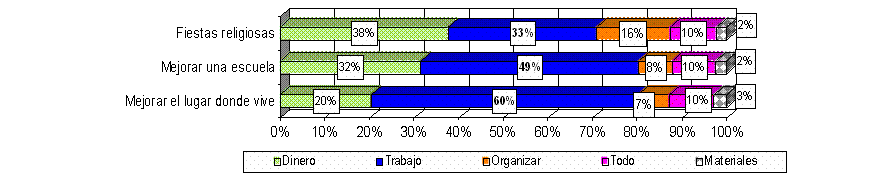 Fiestas religiosas 38% 33% 16% 10% 2%
Mejorar una escuela 32% 49% 8% 10% 2%
Mejorar el lugar donde vive 20% 60% 7% 10% 3%
0% 10% 20% 30% 40% 50% 60% 70% 80% 90% 100%
Dinero Trabajo Organizar Todo Materiales